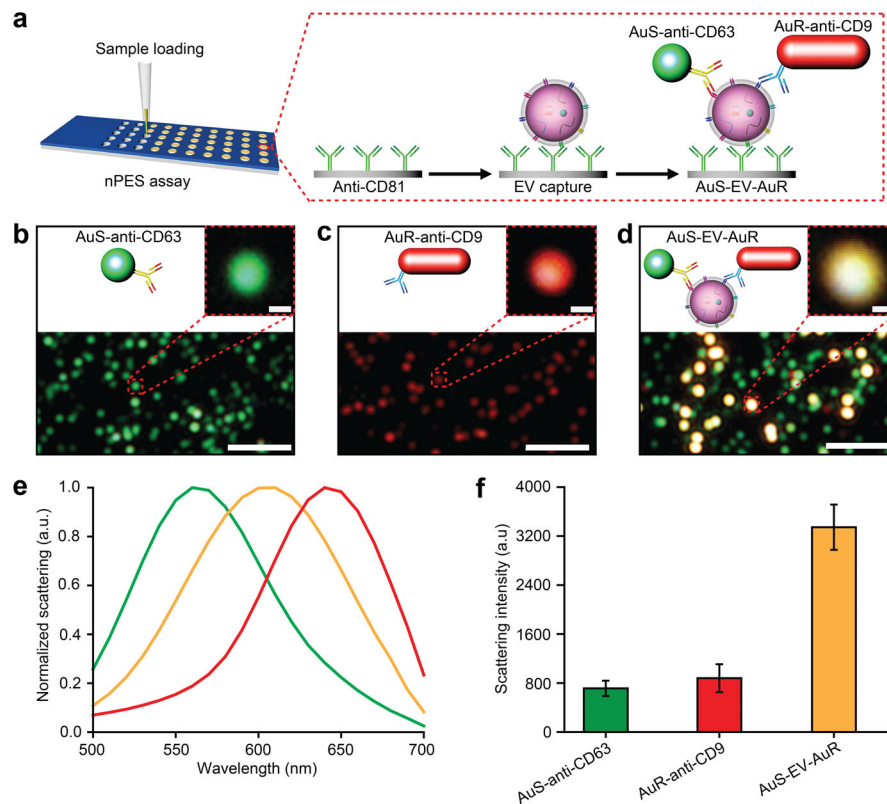 a
Sample loading
nPES assay
Anti-CD81
EV capture
AuS-anti-CD63
AuR-anti-CD9
AuS-EV-AuR
b
AuS-anti-CD63
c
AuR-anti-CD9
d
AuS-EV-AuR
e
Normalized scattering (a.u.)
1.0
0.8
0.6
0.4
0.2
0.0
500
550
600
650
700
Wavelength (nm)
f
Scattering intensity (a.u)
4000
3200
2400
1600
800
0
AuS-anti-CD63
AuR-anti-CD9
AuS-EV-AuR